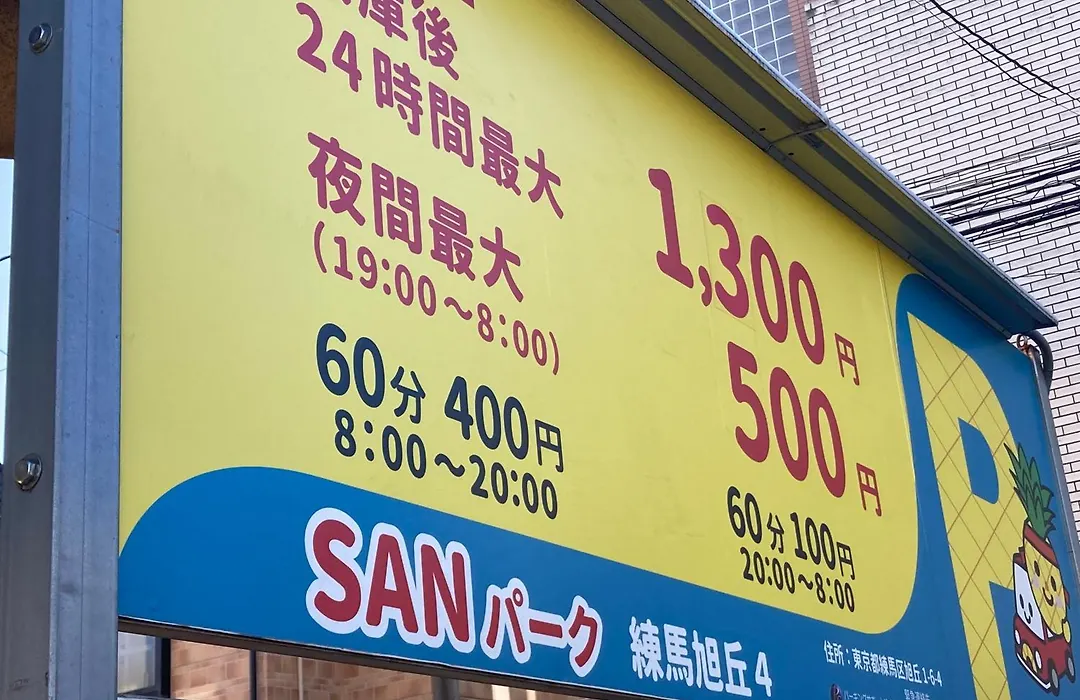 庫後
24時間最大
1,300円
夜間最大
(19:00～8:00)
500円
60分 400円
8:00～20:00
60分 100円
20:00～8:00
P
SANパーク
練馬旭丘4
住所：東京都練馬区旭丘1-6-4